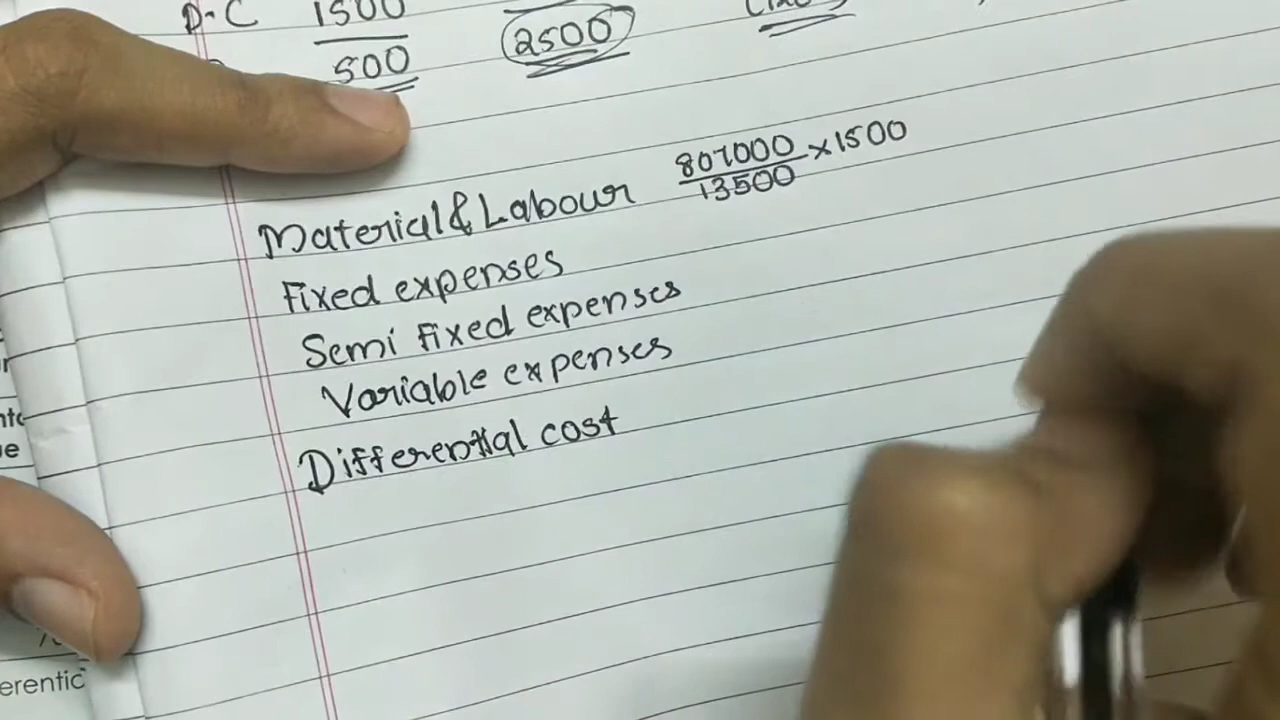 D-C 1500
500 2500
Material & Labour 807000/13500 × 1500
Fixed expenses
Semi fixed expenses
Variable expenses
Differential cost
erentic